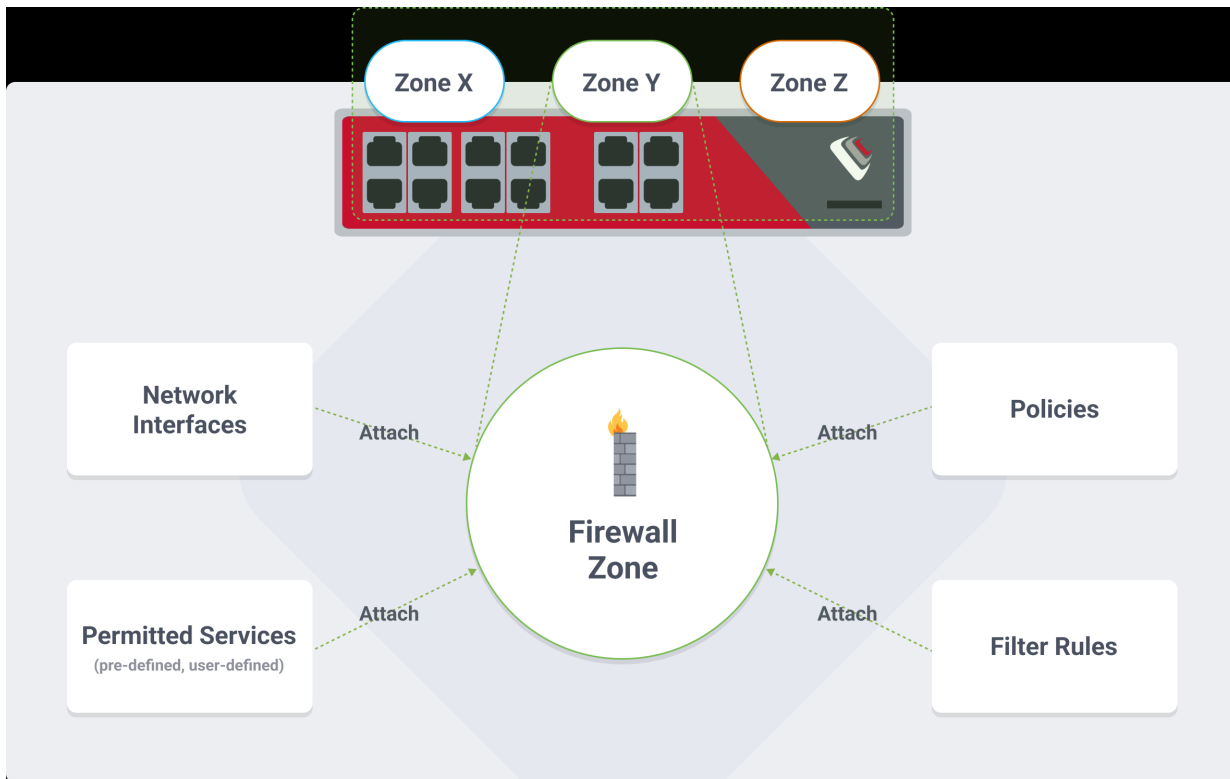 Zone X
Zone Y
Zone Z
Network
Interfaces
Attach
Attach
Policies
Firewall
Zone
Permitted Services
(pre-defined, user-defined)
Attach
Attach
Filter Rules